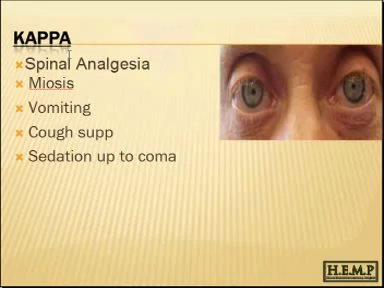 KAPPA
Spinal Analgesia
Miosis
Vomiting
Cough supp
Sedation up to coma
H.E.M.P